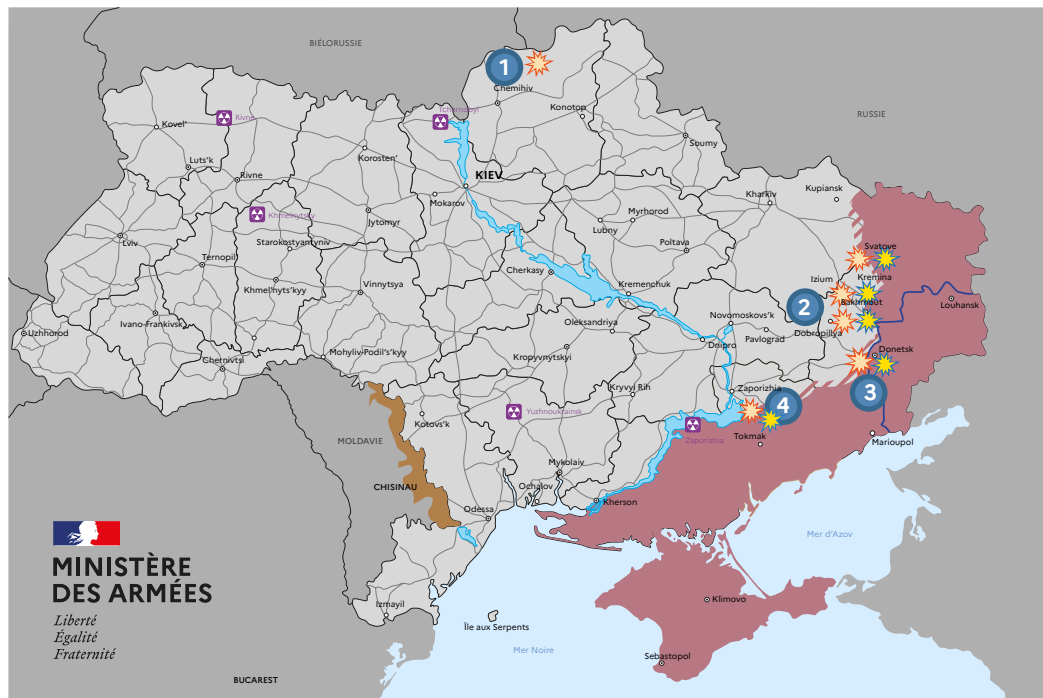 BIÉLORUSSIE
1
Chernihiv
Konotop
RUSSIE
Tchernobyl
Rivne
Kovel'
Soumy
Korosten'
Luts'k
Rivne
KIEV
Kharkiv
Kupiansk
Mokarov
Khmelnytsky
Jytomyr
Myrhorod
Lubny
Lviv
Starokostyantyniv
Poltava
Svatove
Ternopil
Cherkasy
Izium
Kremina
Khmel'nyts'kyy
Vinnytsya
Kremenchuk
2
Bakhmout
Louhansk
Uzhhorod
Ivano-Frankivsk
Oleksandriya
Novomoskovs'k
Dobropillya
Pavlograd
Dnipro
Mohyliv-Podil's'kyy
Kropyvnytskyi
Donetsk
Chernivtsi
Kryvyi Rih
Zaporizhia
3
4
Yuzhnoukrainsk
Kotovs'k
MOLDAVIE
Zaporizhia
Tokmak
Marioupol
Mykolaiv
CHISINAU
Ochalov
Kherson
Odessa
Mer d'Azov
MINISTÈRE
DES ARMÉES
Liberté
Égalité
Fraternité
Izmayil
Île aux Serpents
Klimovo
Mer Noire
Sebastopol
BUCAREST